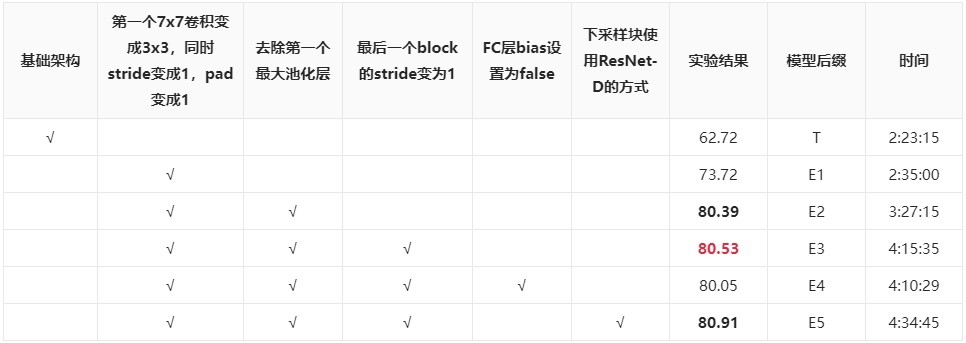 基础架构
第一个7x7卷积变
成3x3，同时
stride变成1，pad
变成1
去除第一个
最大池化层
最后一个block
的stride变为1
FC层bias设
置为false
下采样块使
用ResNet-
D的方式
实验结果
模型后缀
时间
√ 62.72 T 2:23:15
√ 73.72 E1 2:35:00
√ √ 80.39 E2 3:27:15
√ √ √ 80.53 E3 4:15:35
√ √ √ √ 80.05 E4 4:10:29
√ √ √ √ 80.91 E5 4:34:45